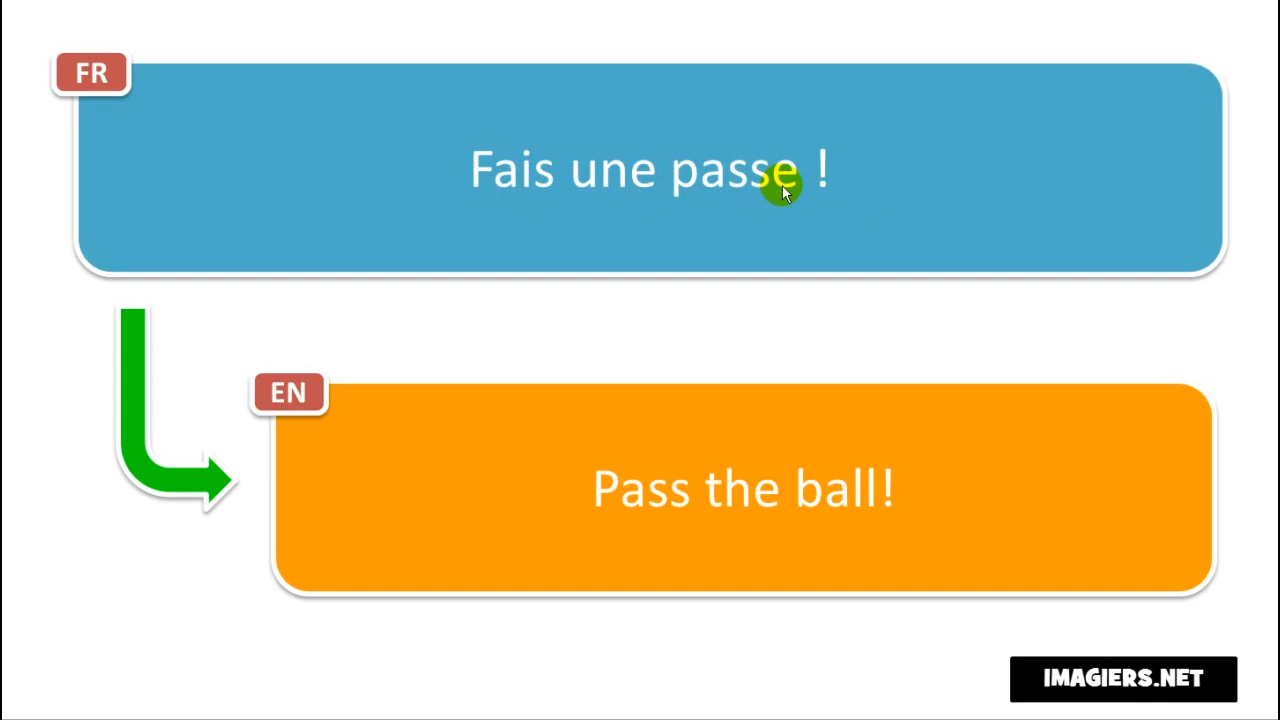 FR
Fais une passe !
EN
Pass the ball!
IMAGIERS.NET